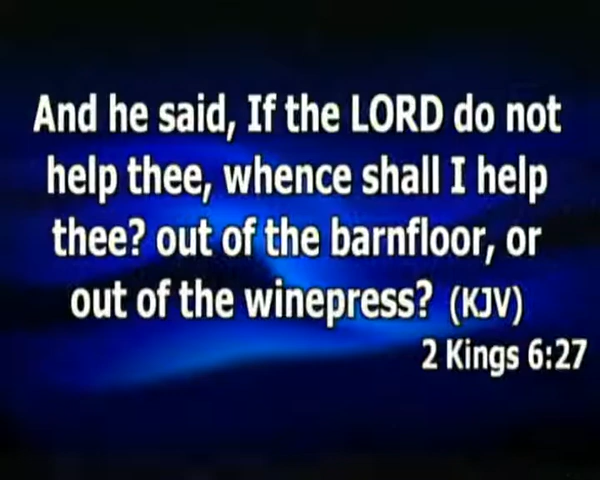 And he said, If the LORD do not
help thee, whence shall I help
thee? out of the barnfloor, or
out of the winepress? (KJV)
2 Kings 6:27